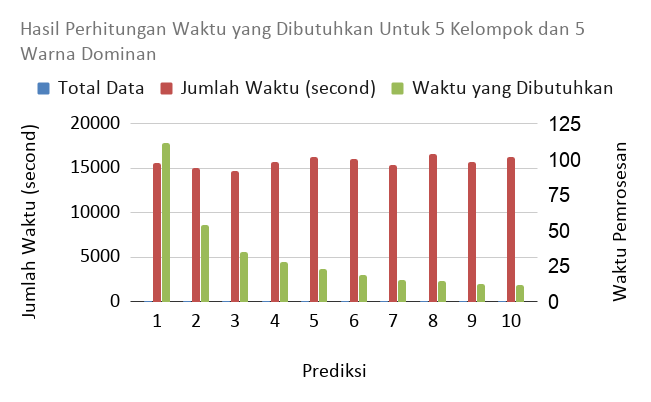 Hasil Perhitungan Waktu yang Dibutuhkan Untuk 5 Kelompok dan 5
Warna Dominan
Total Data Jumlah Waktu (second) Waktu yang Dibutuhkan
Jumlah Waktu (second)
20000
15000
10000
5000
0
125
100
75
50
25
0
Waktu Pemrosesan
1 2 3 4 5 6 7 8 9 10
Prediksi